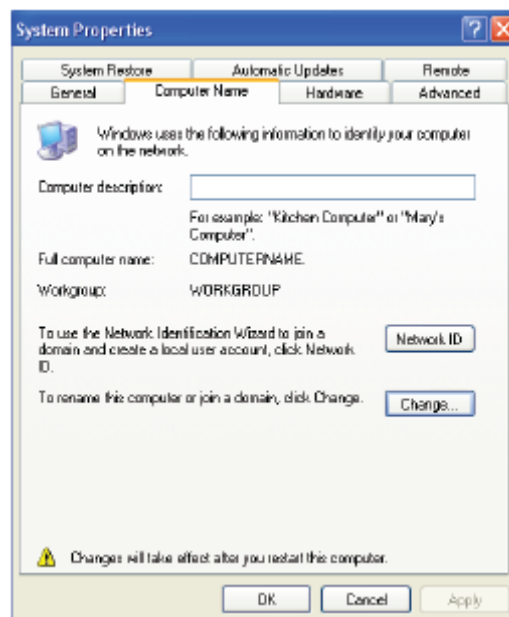 System Properties
System Restore Automatic Updates Remote
General Computer Name Hardware Advanced
Windows uses the following information to identify your computer
on the network.
Computer description:
For example: "Kitchen Computer" or "Mary's
Computer".
Full computer name: COMPUTERNAME.
Workgroup: WORKGROUP
To use the Network Identification Wizard to join a
domain and create a local user account, click Network
ID.
Network ID
To rename this computer or join a domain, click Change.
Change...
Changes will take effect after you restart this computer.
OK Cancel Apply